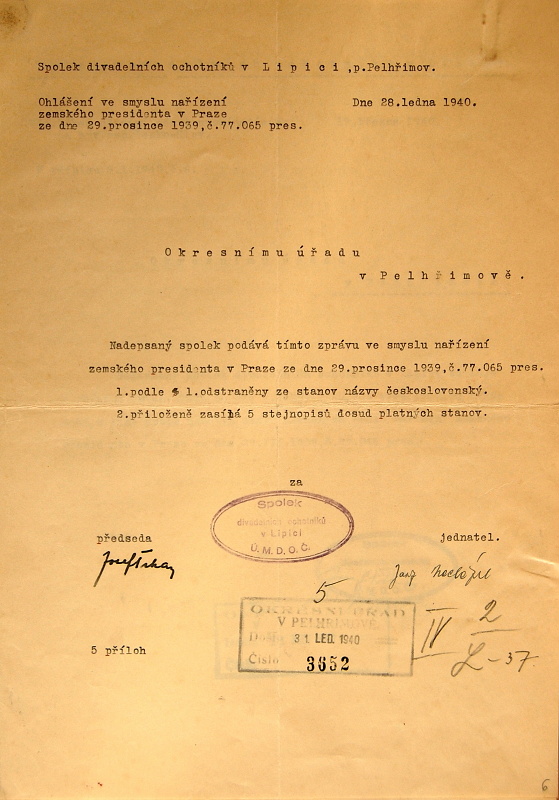 Spolek divadelních ochotníků v L i p i c i ,p.Pelhřimov.
Ohlášení ve smyslu nařízení
zemského presidenta v Praze
ze dne 29.prosince 1939,č.77.065 pres.
Dne 28.ledna 1940.
O k r e s n í m u ú ř a d u
v P e l h ř i m o v ě .
Nadepsaný spolek podává tímto zprávu ve smyslu nařízení
zemského presidenta v Praze ze dne 29.prosince 1939,č.77.065 pres.
1.podle § 1.odstraněny ze stanov názvy československý.
2.přiloženě zasílá 5 stejnopisů dosud platných stanov.
za
Spolek
divadelních ochotníků
v Lipici
Ú.M.D.O.Č.
předseda
jednatel.
Josef
5
OKRESNÍ ÚŘAD
V PELHŘIMOVĚ
Došlo 31. LED. 1940
Číslo 3652
IV 2
L-37
5 příloh
6